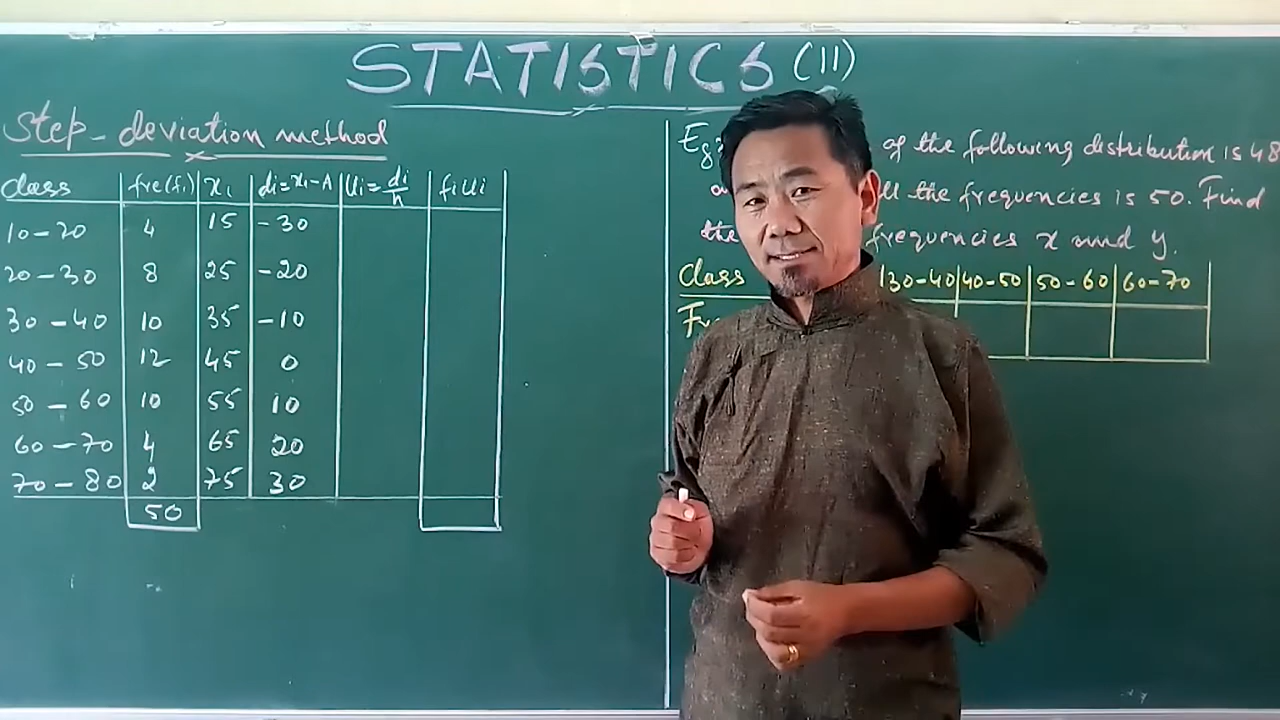 STATISTICS (11)
Step-deviation method
class fre(fi) xi di=xi-A Ui=di/h fiUi
10-20 4 15 -30
20-30 8 25 -20
30-40 10 35 -10
40-50 12 45 0
50-60 10 55 10
60-70 4 65 20
70-80 2 75 30
50
of the following distribution is 48
the frequencies is 50. Find
the frequencies x and y.
class 30-40 40-50 50-60 60-70